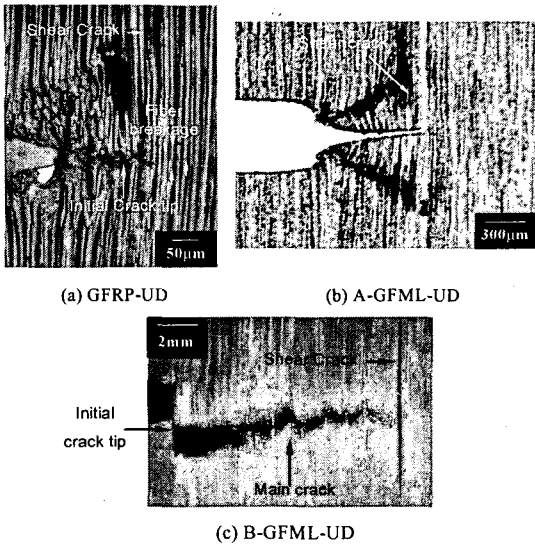 Shear Crack
Fiber
breakage
Initial Crack tip
50μm
(a) GFRP-UD
Shear crack
300μm
(b) A-GFML-UD
2mm
Shear Crack
Initial
crack tip
Main crack
(c) B-GFML-UD